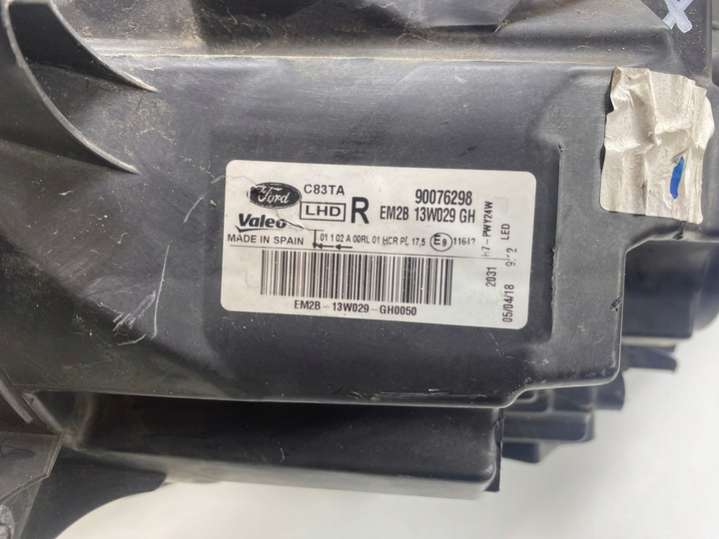 Ford
C83TA
90076298
LHD R
EM2B 13W029 GH
Valeo
MADE IN SPAIN
01 1 02 A 00RL 01 HCR PL 17,5 E9
EM2B-13W029-GH0050
2031 H7-PWY24W
05/04/18 LED